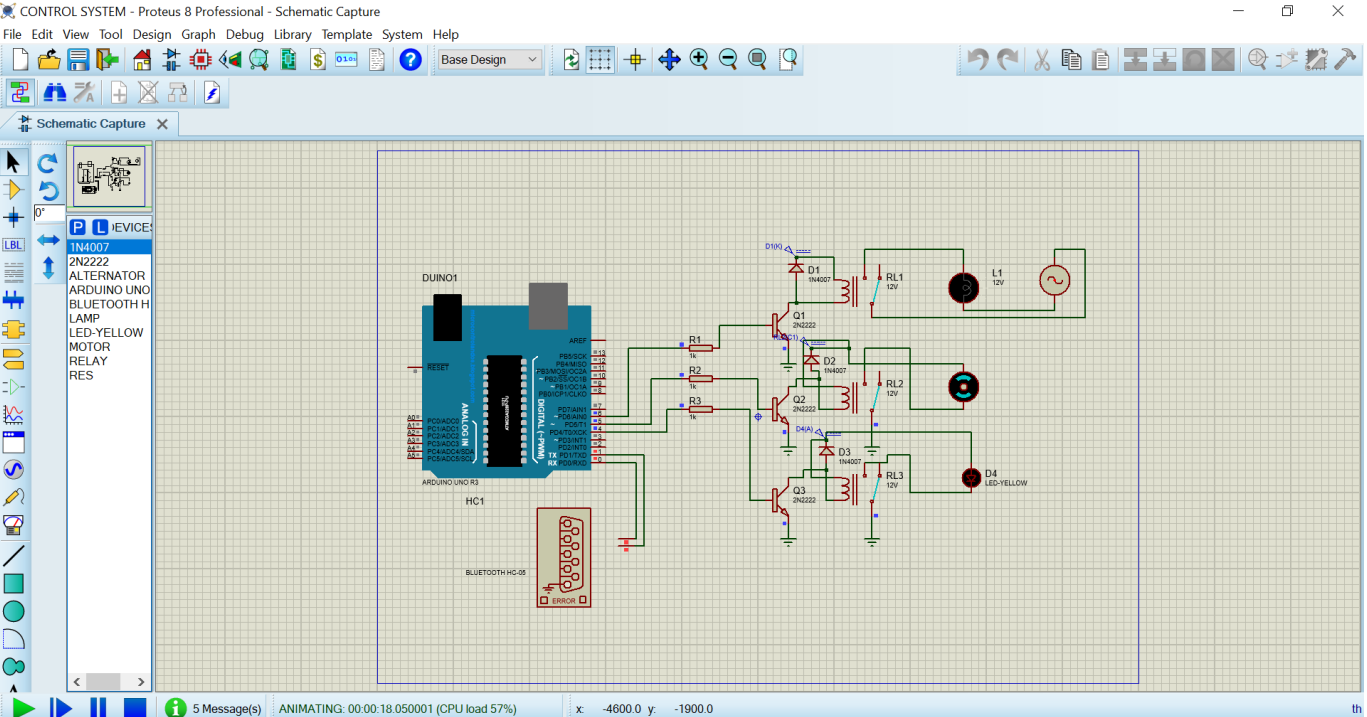 CONTROL SYSTEM - Proteus 8 Professional - Schematic Capture
File Edit View Tool Design Graph Debug Library Template System Help
Base Design
Schematic Capture
0°
P L DEVICES
1N4007
2N2222
ALTERNATOR
ARDUINO UNO
BLUETOOTH H
LAMP
LED-YELLOW
MOTOR
RELAY
RES
LBL
DUINO1
RESET
AREF
13
PB5/SCK
12
PB4/MISO
11
~PB3/MOSI/OC2A
10
~ PB2/SS/OC1B
9
~ PB1/OC1A
8
PB0/ICP1/CLKO
7
PD7/AIN1
6
~ PD6/AIN0
5
~ PD5/T1
4
PD4/T0/XCK
3
~ PD3/INT1
2
PD2/INT0
1
TX PD1/TXD
0
RX PD0/RXD
DIGITAL (~PWM)
ANALOG IN
A0
PC0/ADC0
A1
PC1/ADC1
A2
PC2/ADC2
A3
PC3/ADC3
A4
PC4/ADC4/SDA
A5
PC5/ADC5/SCL
ARDUINO UNO R3
HC1
BLUETOOTH HC-05
ERROR
R1
1k
R2
1k
R3
1k
D1(K)
D1
1N4007
RL1
12V
L1
12V
Q1
2N2222
D2
1N4007
RL2
12V
Q2
2N2222
D4(A)
D3
1N4007
RL3
12V
Q3
2N2222
D4
LED-YELLOW
5 Message(s)
ANIMATING: 00:00:18.050001 (CPU load 57%)
x: -4600.0 y: -1900.0
th